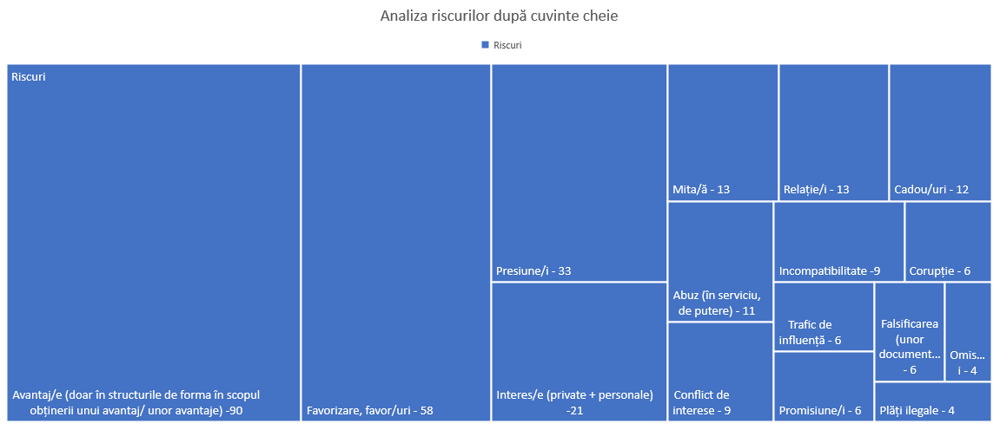 Analiza riscurilor după cuvinte cheie
Riscuri
Riscuri
Avantaj/e (doar în structurile de forma în scopul
obținerii unui avantaj/ unor avantaje) -90
Favorizare, favor/uri - 58
Presiune/i - 33
Interes/e (private + personale)
-21
Mita/ă - 13
Relație/i - 13
Cadou/uri - 12
Abuz (în serviciu,
de putere) - 11
Conflict de
interese - 9
Incompatibilitate -9
Corupție - 6
Trafic de
influență - 6
Promisiune/i - 6
Falsificarea
(unor
document...
- 6
Omis...
i - 4
Plăți ilegale - 4